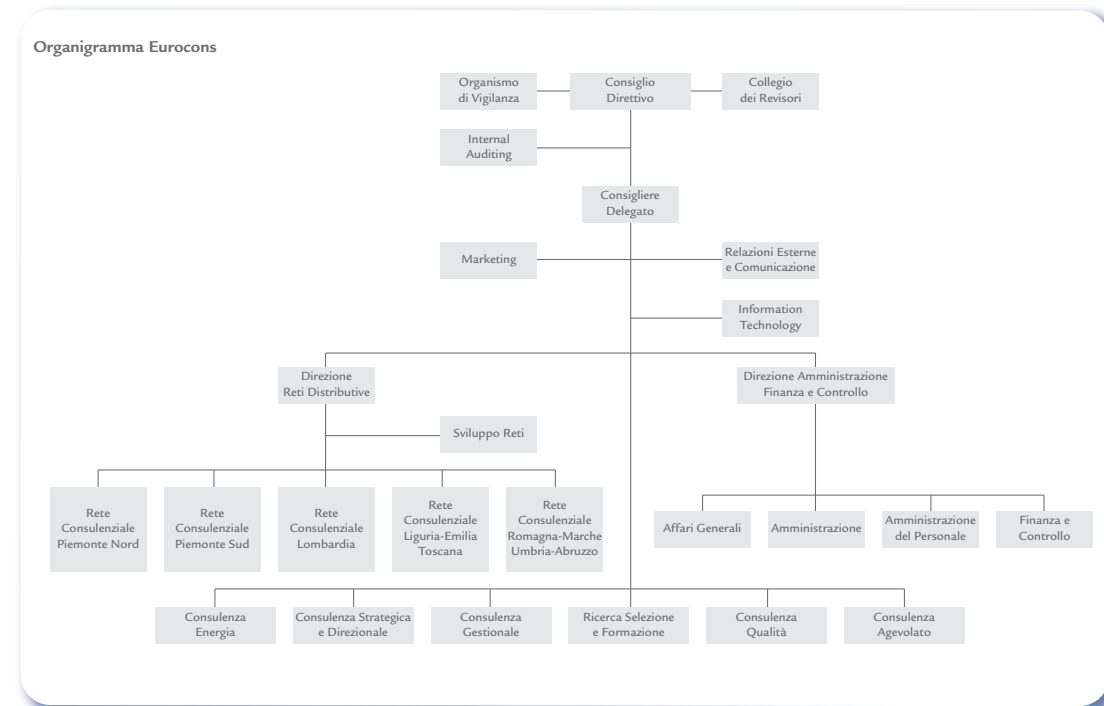 Organigramma Eurocons
Organismo
di Vigilanza
Consiglio
Direttivo
Collegio
dei Revisori
Internal
Auditing
Consigliere
Delegato
Marketing
Relazioni Esterne
e Comunicazione
Information
Technology
Direzione
Reti Distributive
Direzione Amministrazione
Finanza e Controllo
Sviluppo Reti
Rete
Consulenziale
Piemonte Nord
Rete
Consulenziale
Piemonte Sud
Rete
Consulenziale
Lombardia
Rete
Consulenziale
Liguria-Emilia
Toscana
Rete
Consulenziale
Romagna-Marche
Umbria-Abruzzo
Affari Generali
Amministrazione
Amministrazione
del Personale
Finanza e
Controllo
Consulenza
Energia
Consulenza Strategica
e Direzionale
Consulenza
Gestionale
Ricerca Selezione
e Formazione
Consulenza
Qualità
Consulenza
Agevolato